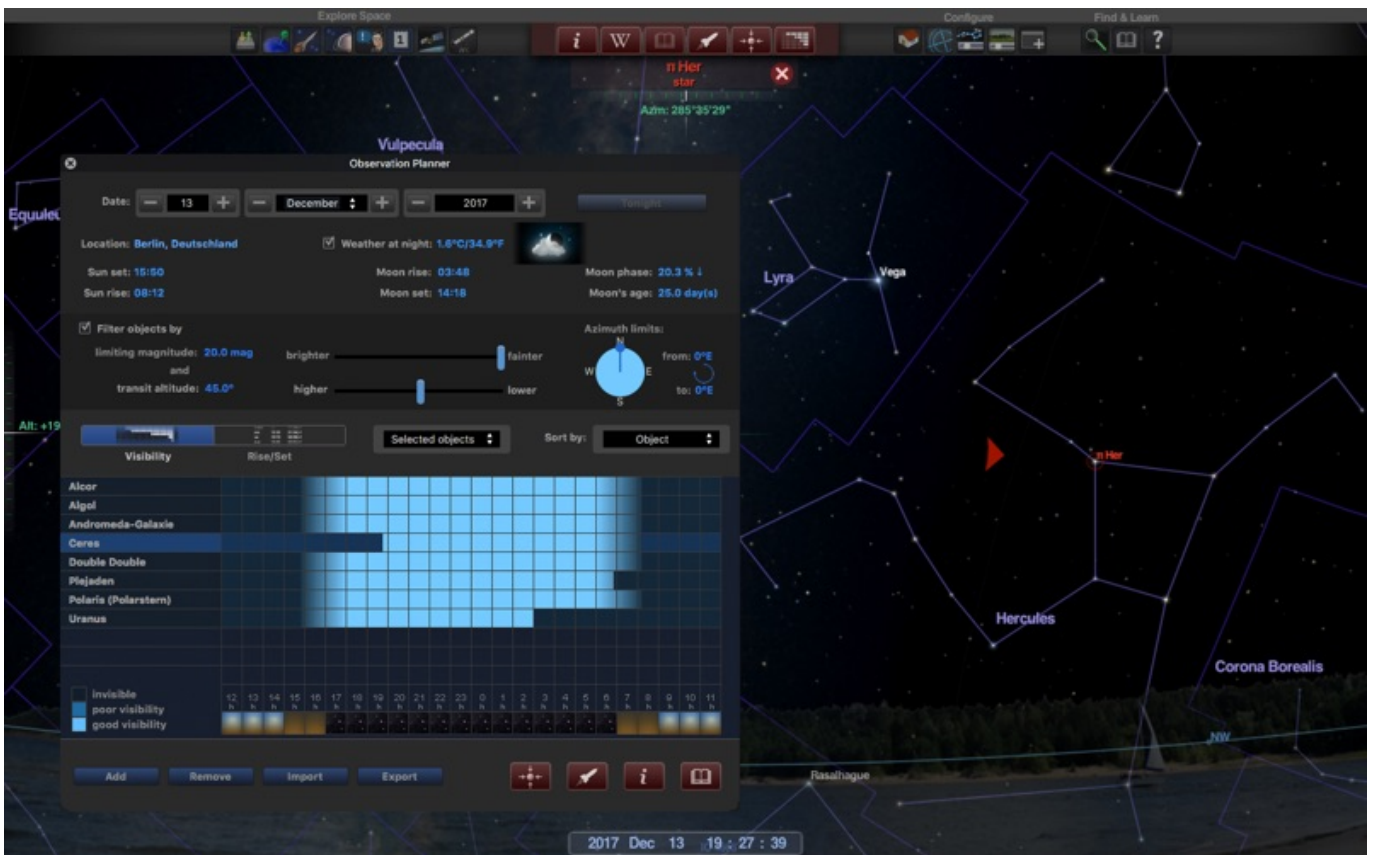 Explore Space
Configure
Find & Learn
i W
1
?
π Her
star
Azm: 285°35'29"
Vulpecula
Observation Planner
Date: 13 December 2017 Tonight
Location: Berlin, Deutschland
Weather at night: 1.6°C/34.9°F
Sun set: 15:50
Moon rise: 03:48
Moon phase: 20.3 % ↓
Sun rise: 08:12
Moon set: 14:18
Moon's age: 25.0 day(s)
Filter objects by
Azimuth limits:
limiting magnitude: 20.0 mag
brighter fainter
and
transit altitude: 45.0°
higher lower
N
W E
S
from: 0°E
to: 0°E
Visibility
Rise/Set
Selected objects
Sort by: Object
Alcor
Algol
Andromeda-Galaxie
Ceres
Double Double
Plejaden
Polaris (Polarstern)
Uranus
invisible
poor visibility
good visibility
12 13 14 15 16 17 18 19 20 21 22 23 0 1 2 3 4 5 6 7 8 9 10 11
h h h h h h h h h h h h h h h h h h h h h h h h
Add Remove Import Export
i
Equuleu
Alt: +19
Lyra
Vega
π Her
Hercules
Corona Borealis
NW
Rasalhague
2017 Dec 13 19 : 27 : 39